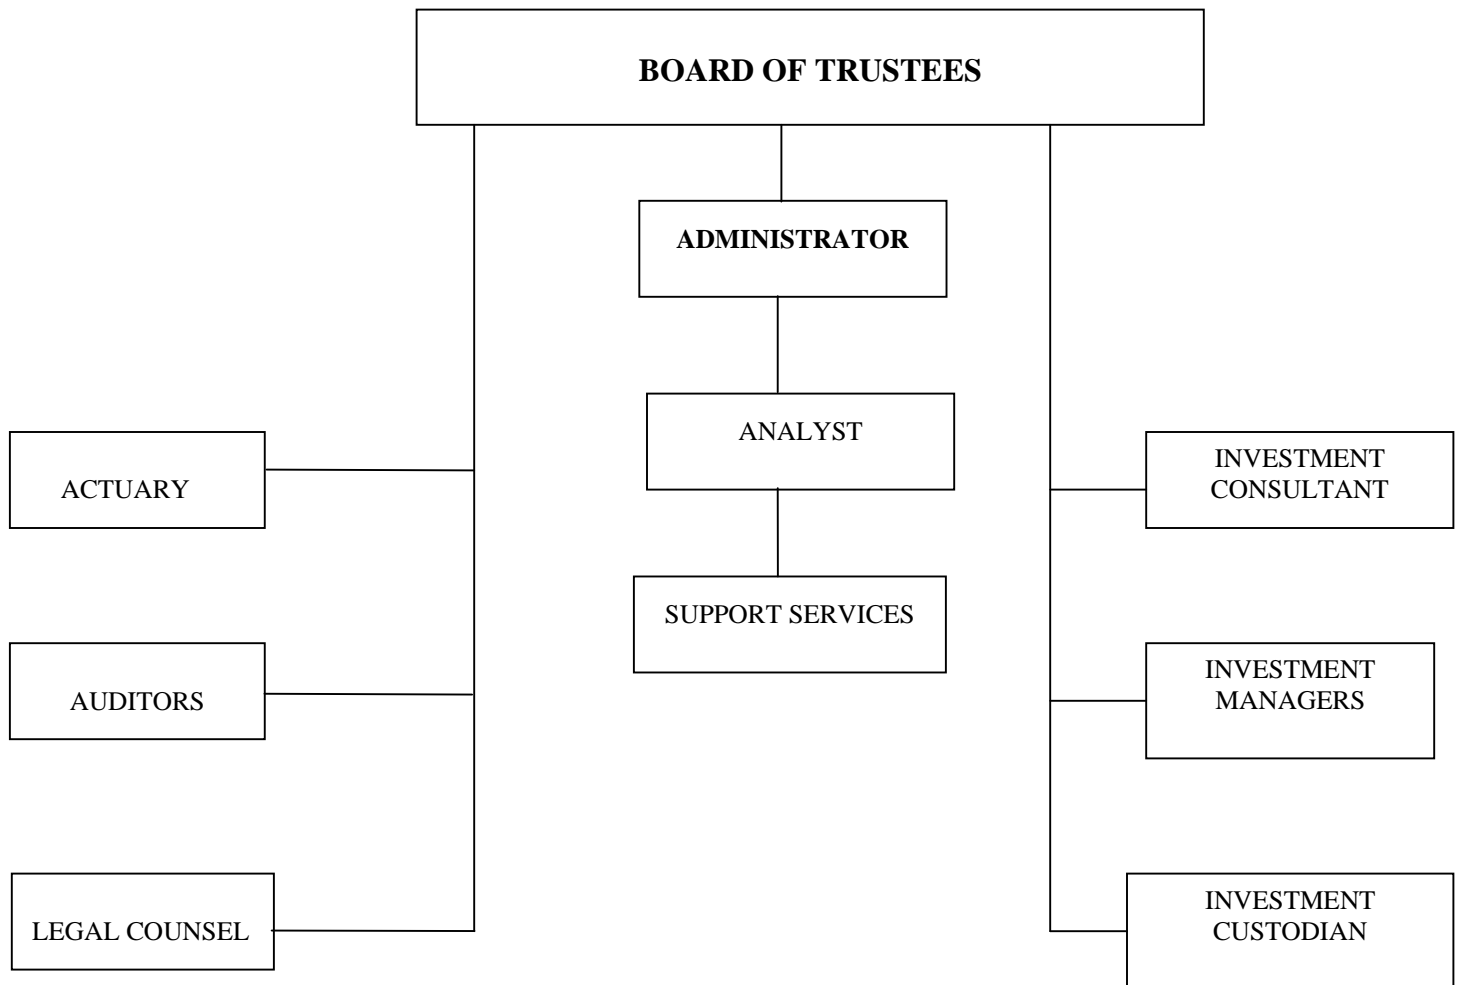 BOARD OF TRUSTEES
ADMINISTRATOR
ANALYST
ACTUARY
INVESTMENT
CONSULTANT
SUPPORT SERVICES
AUDITORS
INVESTMENT
MANAGERS
LEGAL COUNSEL
INVESTMENT
CUSTODIAN